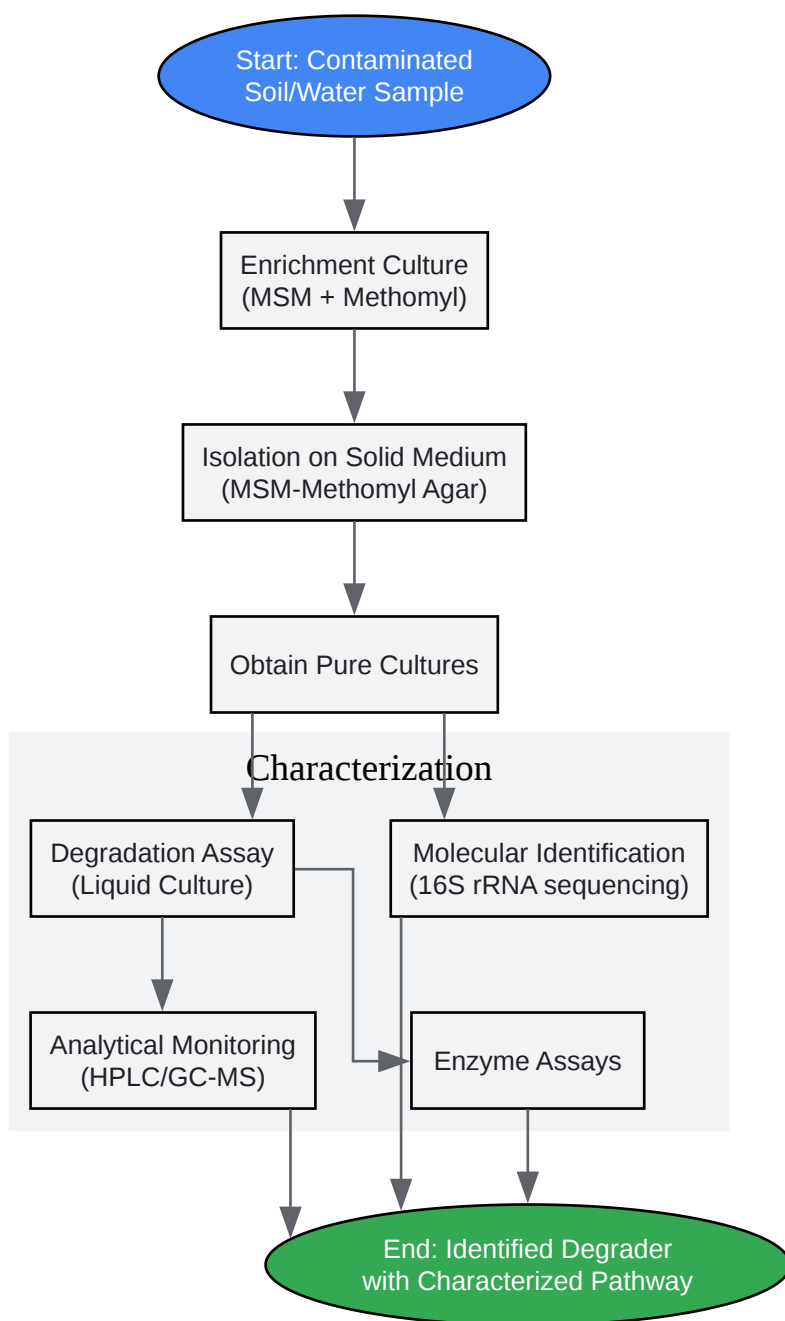 Start: Contaminated
Soil/Water Sample
Enrichment Culture
(MSM + Methomyl)
Isolation on Solid Medium
(MSM-Methomyl Agar)
Obtain Pure Cultures
Characterization
Degradation Assay
(Liquid Culture)
Molecular Identification
(16S rRNA sequencing)
Analytical Monitoring
(HPLC/GC-MS)
Enzyme Assays
End: Identified Degrader
with Characterized Pathway